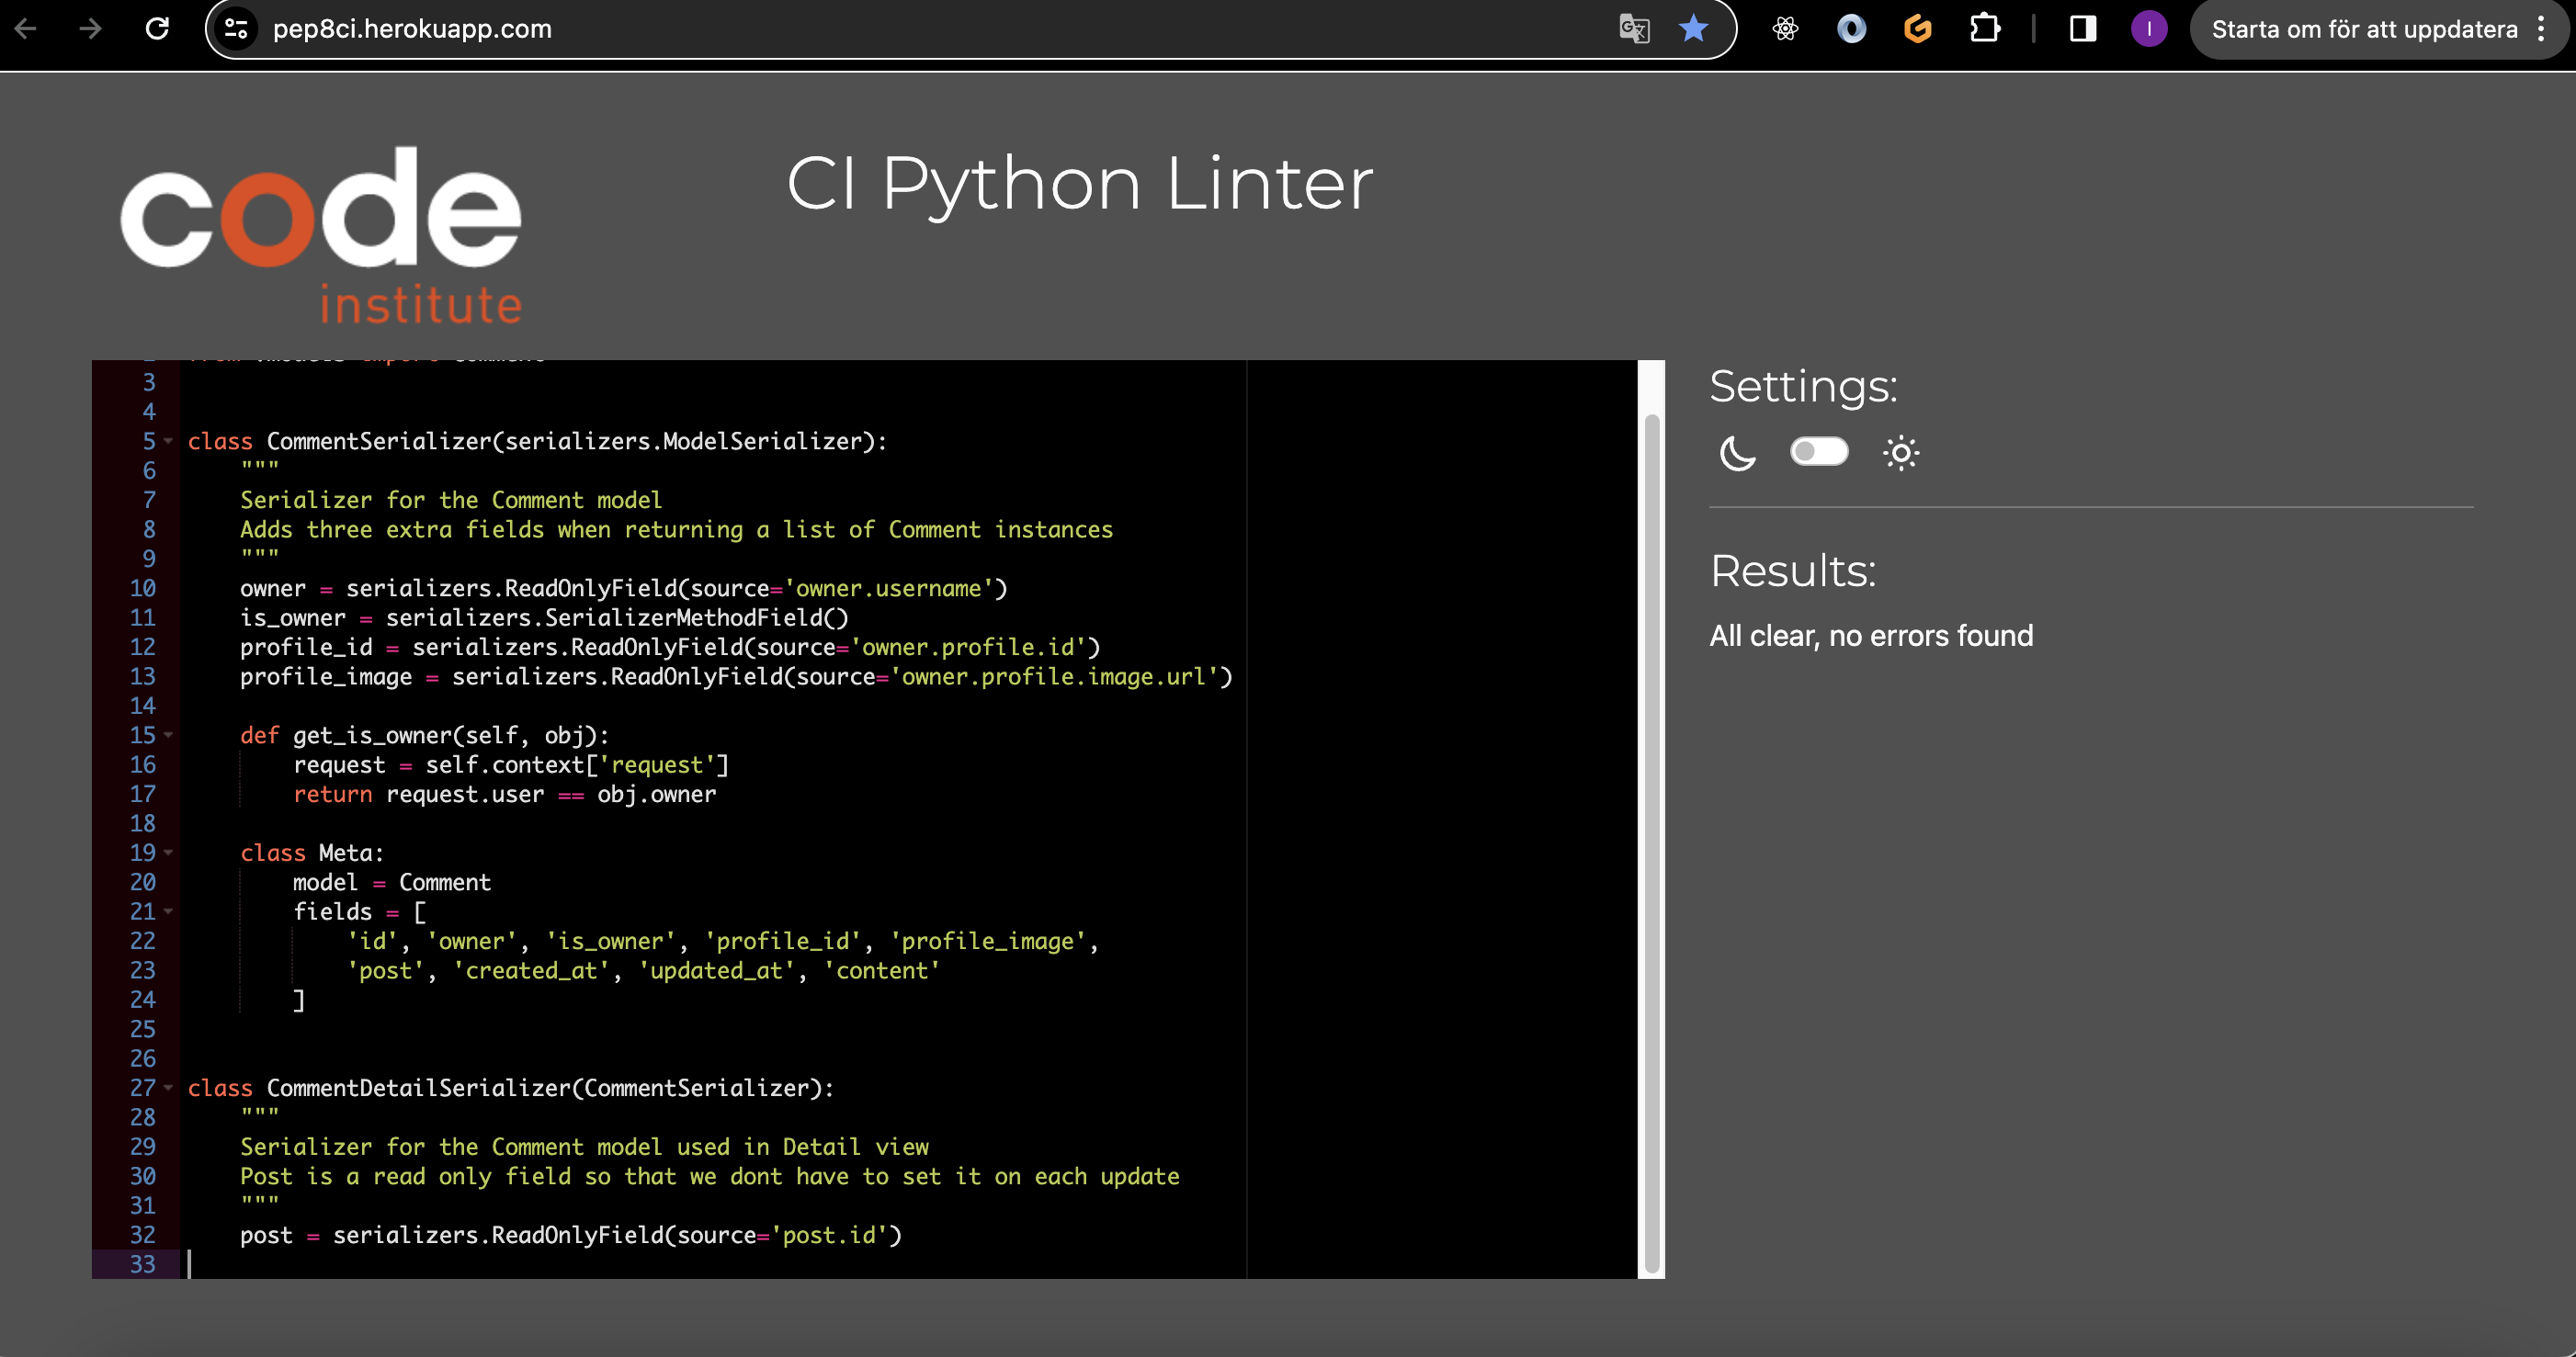 pep8ci.herokuapp.com
I
Starta om för att uppdatera
code
institute
CI Python Linter
3
4
5 class CommentSerializer(serializers.ModelSerializer):
6     """
7     Serializer for the Comment model
8     Adds three extra fields when returning a list of Comment instances
9     """
10     owner = serializers.ReadOnlyField(source='owner.username')
11     is_owner = serializers.SerializerMethodField()
12     profile_id = serializers.ReadOnlyField(source='owner.profile.id')
13     profile_image = serializers.ReadOnlyField(source='owner.profile.image.url')
14
15     def get_is_owner(self, obj):
16         request = self.context['request']
17         return request.user == obj.owner
18
19     class Meta:
20         model = Comment
21         fields = [
22             'id', 'owner', 'is_owner', 'profile_id', 'profile_image',
23             'post', 'created_at', 'updated_at', 'content'
24         ]
25
26
27 class CommentDetailSerializer(CommentSerializer):
28     """
29     Serializer for the Comment model used in Detail view
30     Post is a read only field so that we dont have to set it on each update
31     """
32     post = serializers.ReadOnlyField(source='post.id')
33
Settings:
Results:
All clear, no errors found